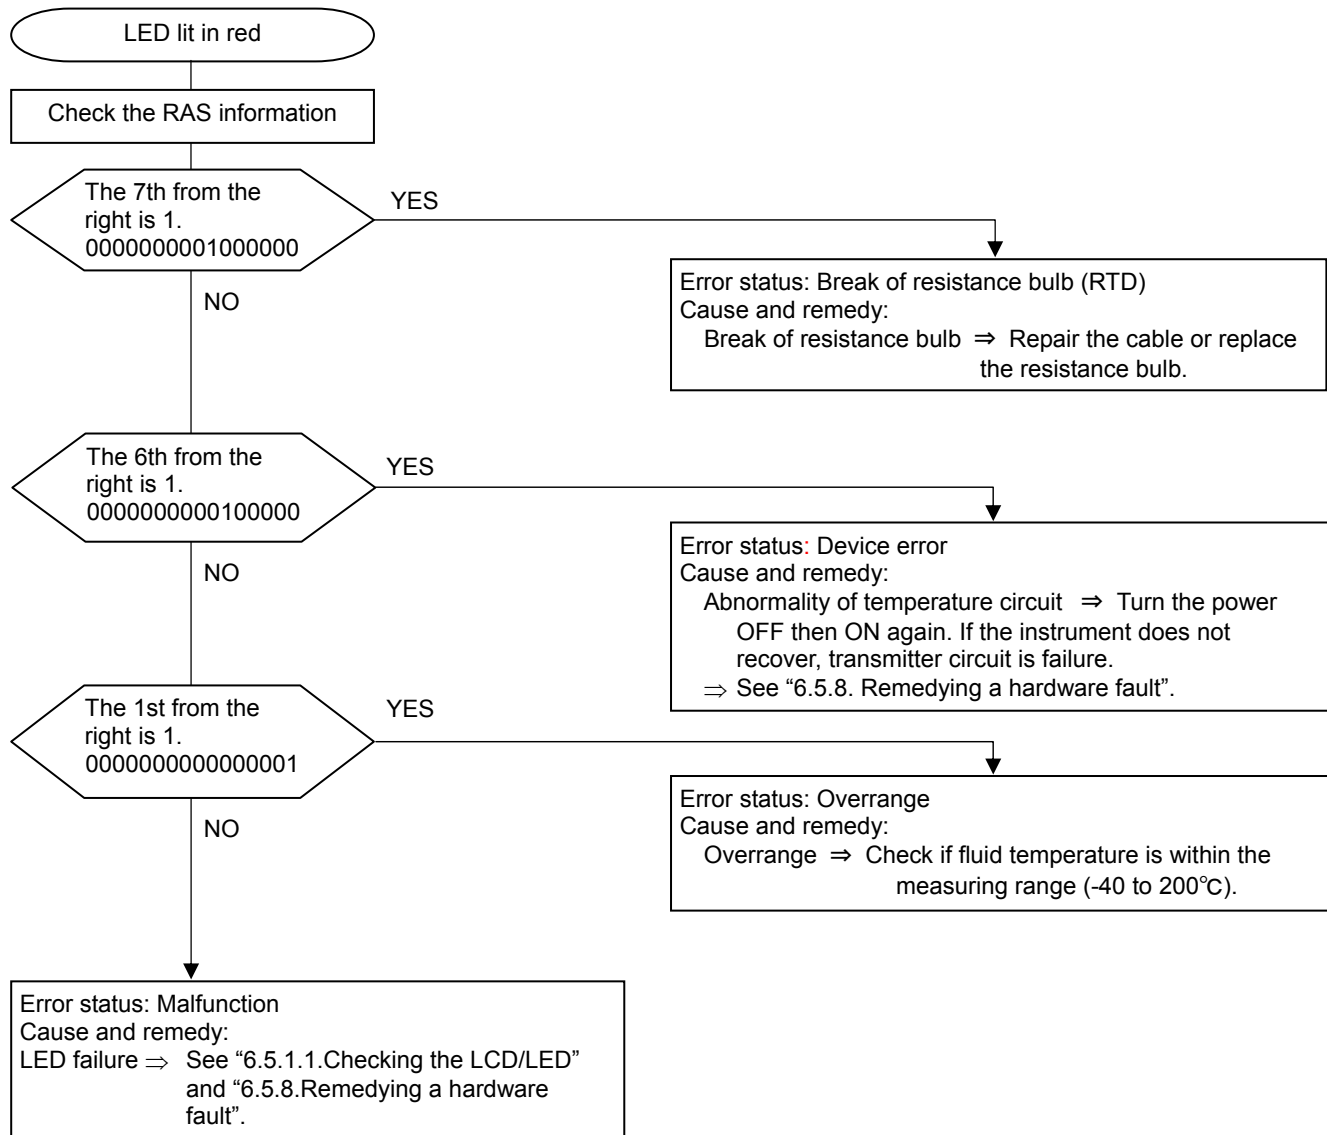 LED lit in red
Check the RAS information
The 7th from the
right is 1.
0000000001000000
YES
NO
Error status: Break of resistance bulb (RTD)
Cause and remedy:
Break of resistance bulb ⇒ Repair the cable or replace
the resistance bulb.
The 6th from the
right is 1.
0000000000100000
YES
NO
Error status: Device error
Cause and remedy:
Abnormality of temperature circuit ⇒ Turn the power
OFF then ON again. If the instrument does not
recover, transmitter circuit is failure.
⇒ See “6.5.8. Remedying a hardware fault”.
The 1st from the
right is 1.
0000000000000001
YES
NO
Error status: Overrange
Cause and remedy:
Overrange ⇒ Check if fluid temperature is within the
measuring range (-40 to 200℃).
Error status: Malfunction
Cause and remedy:
LED failure ⇒ See “6.5.1.1.Checking the LCD/LED”
and “6.5.8.Remedying a hardware
fault”.